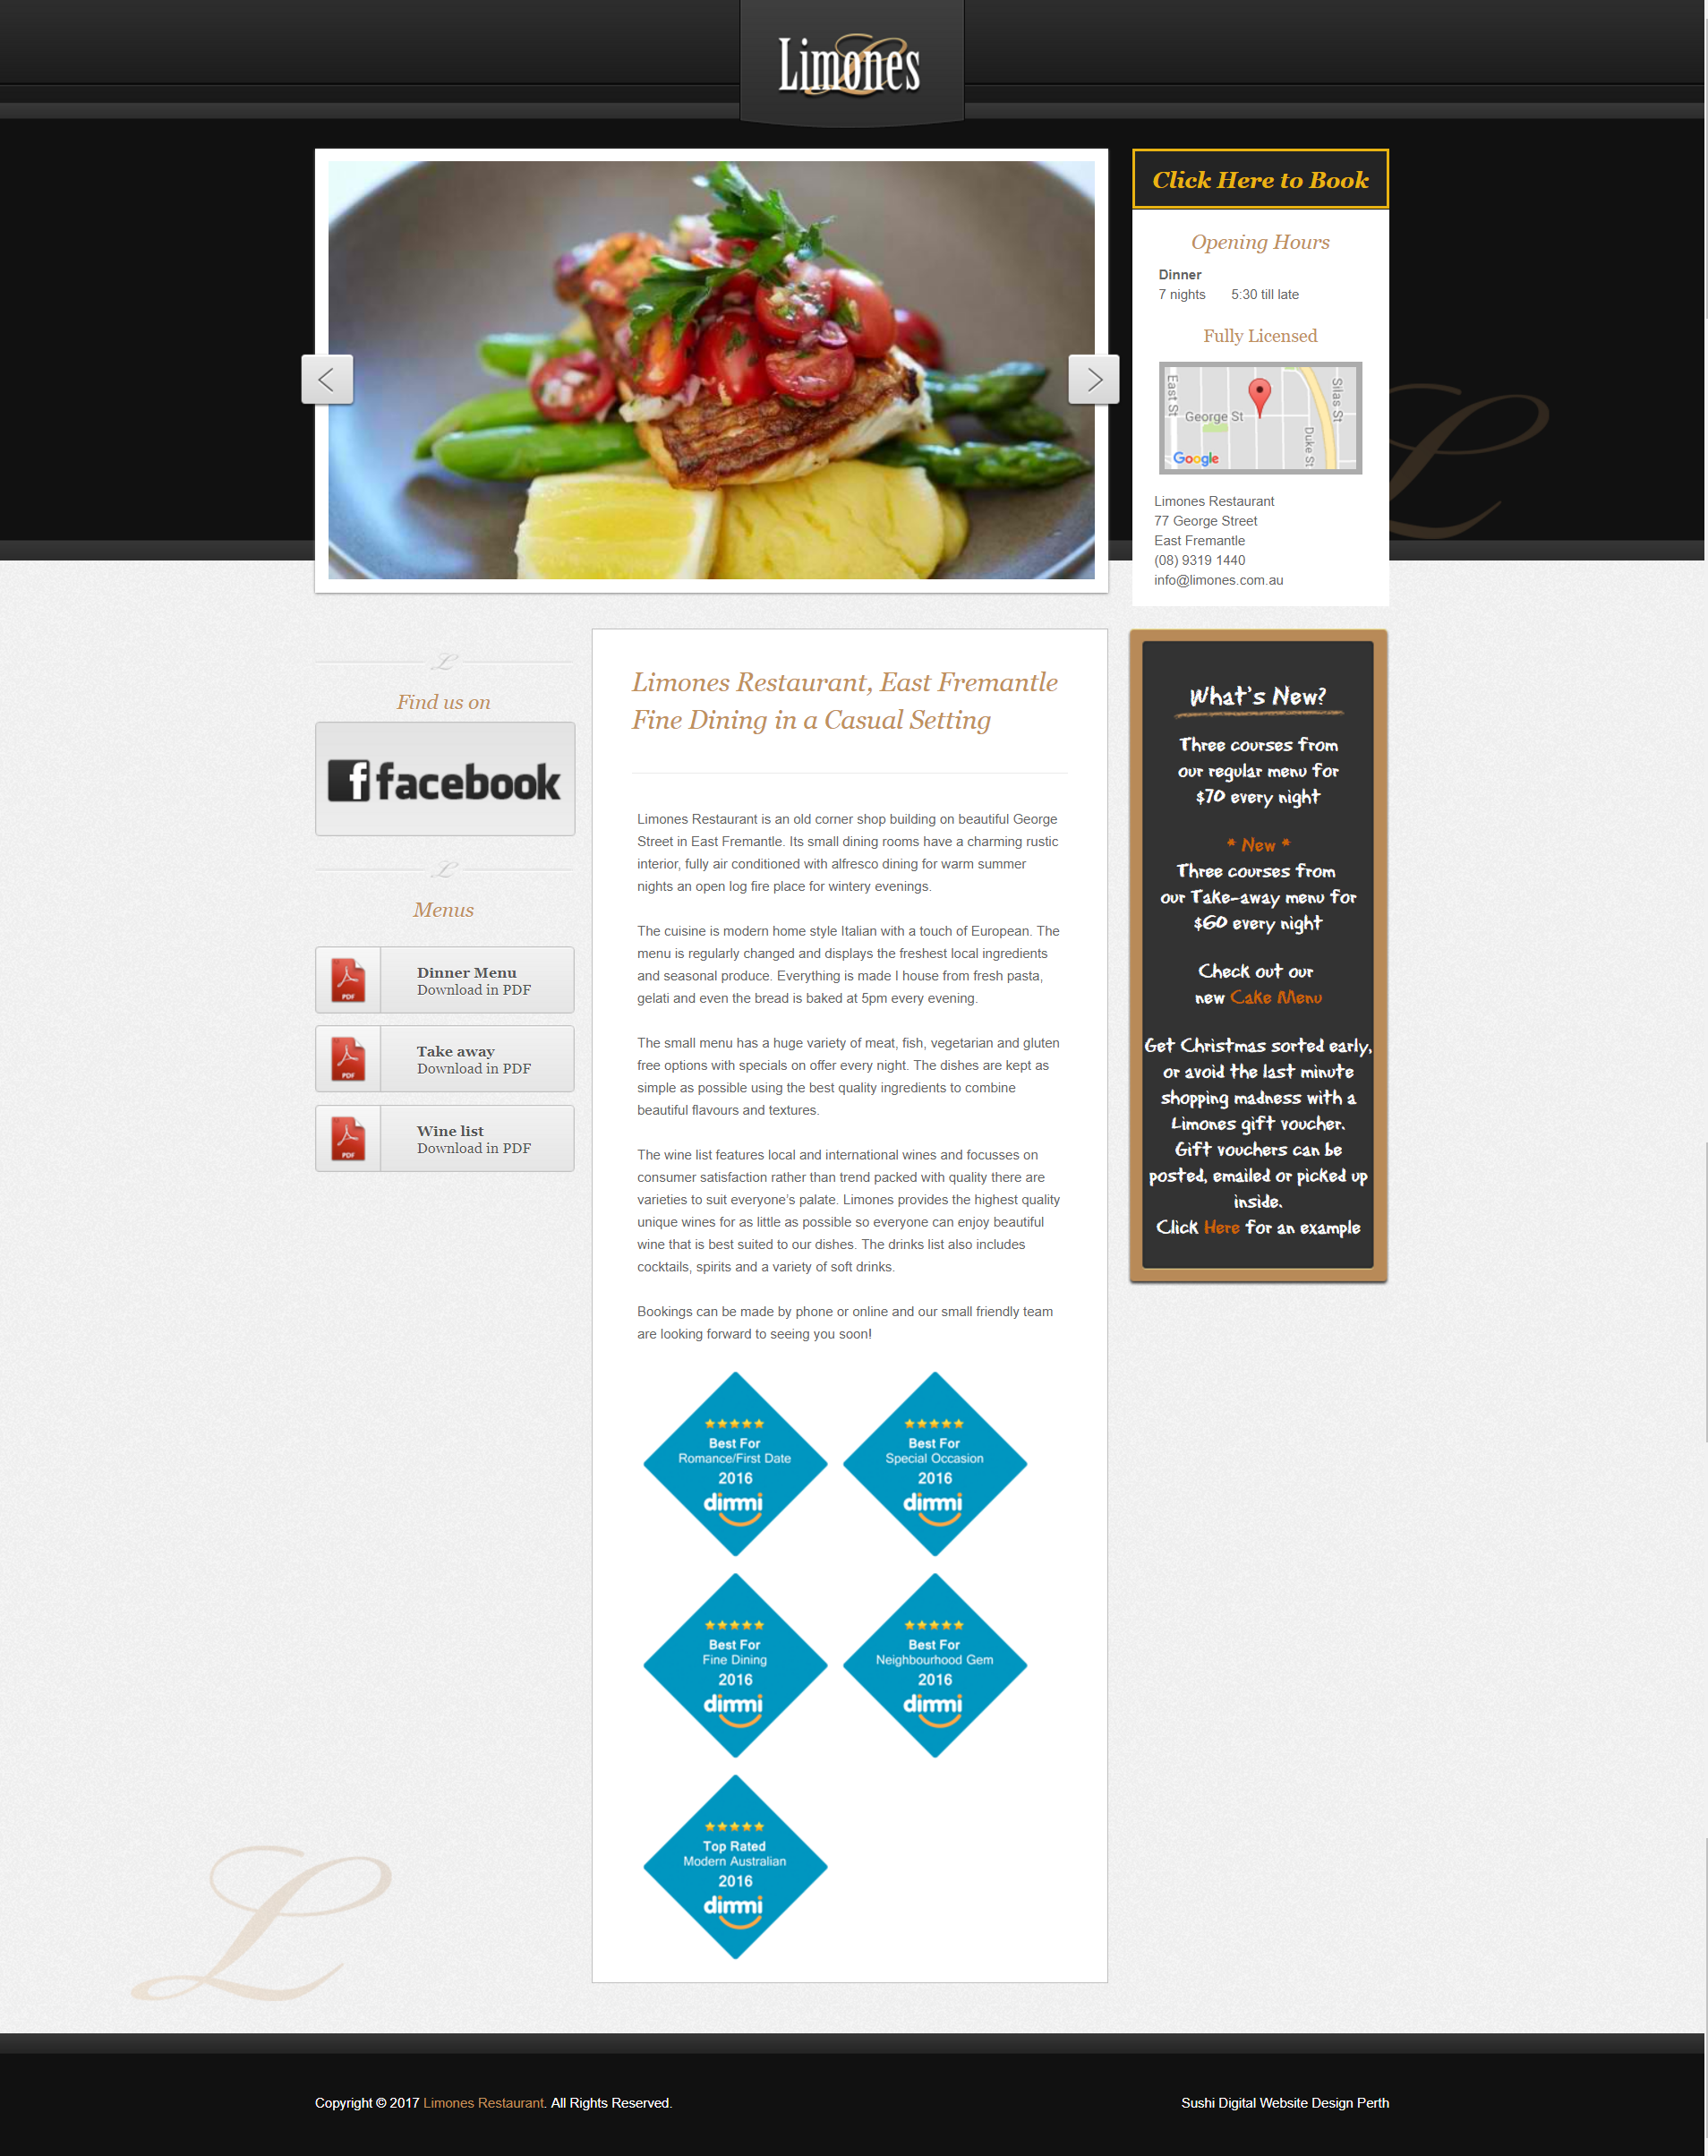 Limones
Click Here to Book
Opening Hours
Dinner
7 nights 5:30 till late
Fully Licensed
East St
George St
Silas St
Duke St
Google
Limones Restaurant
77 George Street
East Fremantle
(08) 9319 1440
info@limones.com.au
Find us on
facebook
Menus
PDF
Dinner Menu
Download in PDF
PDF
Take away
Download in PDF
PDF
Wine list
Download in PDF
Limones Restaurant, East Fremantle
Fine Dining in a Casual Setting
Limones Restaurant is an old corner shop building on beautiful George
Street in East Fremantle. Its small dining rooms have a charming rustic
interior, fully air conditioned with alfresco dining for warm summer
nights an open log fire place for wintery evenings.
The cuisine is modern home style Italian with a touch of European. The
menu is regularly changed and displays the freshest local ingredients
and seasonal produce. Everything is made I house from fresh pasta,
gelati and even the bread is baked at 5pm every evening.
The small menu has a huge variety of meat, fish, vegetarian and gluten
free options with specials on offer every night. The dishes are kept as
simple as possible using the best quality ingredients to combine
beautiful flavours and textures.
The wine list features local and international wines and focusses on
consumer satisfaction rather than trend packed with quality there are
varieties to suit everyone's palate. Limones provides the highest quality
unique wines for as little as possible so everyone can enjoy beautiful
wine that is best suited to our dishes. The drinks list also includes
cocktails, spirits and a variety of soft drinks.
Bookings can be made by phone or online and our small friendly team
are looking forward to seeing you soon!
Best For
Romance/First Date
2016
dimmi
Best For
Special Occasion
2016
dimmi
Best For
Fine Dining
2016
dimmi
Best For
Neighbourhood Gem
2016
dimmi
Top Rated
Modern Australian
2016
dimmi
What's New?
Three courses from
our regular menu for
$70 every night
* New *
Three courses from
our Take-away menu for
$60 every night
Check out our
new Cake Menu
Get Christmas sorted early,
or avoid the last minute
shopping madness with a
Limones gift voucher.
Gift vouchers can be
posted, emailed or picked up
inside.
Click Here for an example
Copyright © 2017 Limones Restaurant. All Rights Reserved.
Sushi Digital Website Design Perth